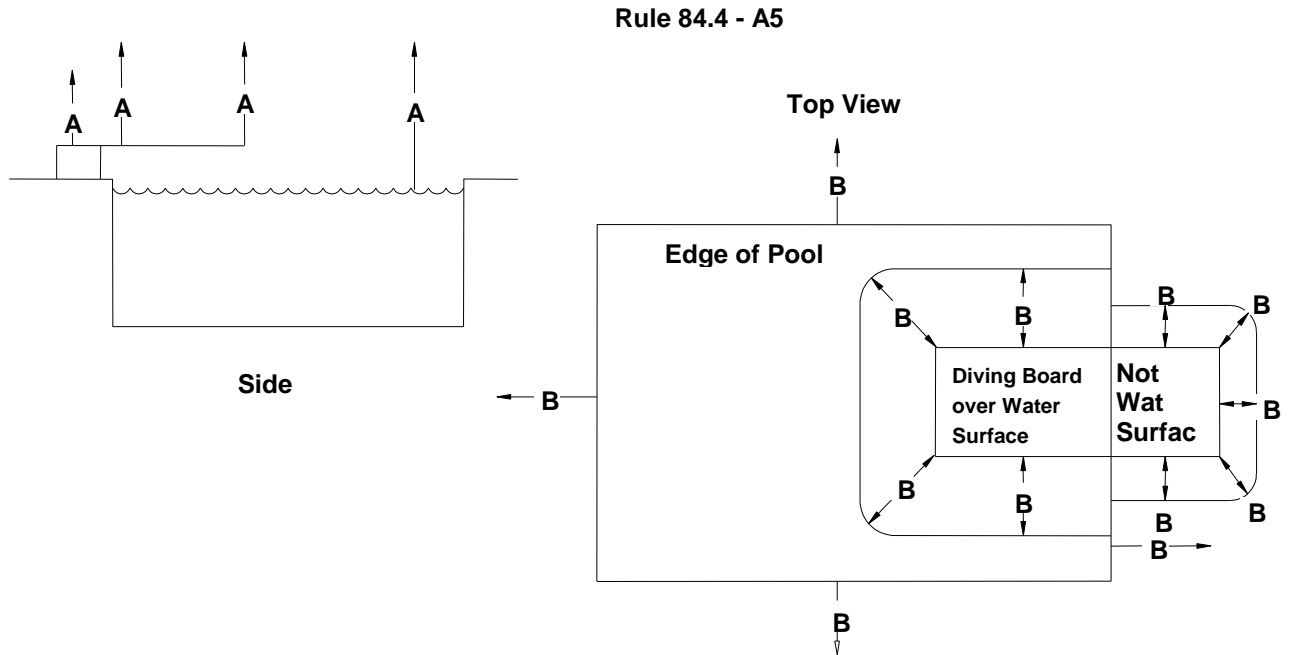 Rule 84.4 - A5
A
A
A
A
Side
Top View
B
Edge of Pool
B
B
B
B
Diving Board
over Water
Surface
Not
Wat
Surfac
B
B
B
B
B
B
B
B
B